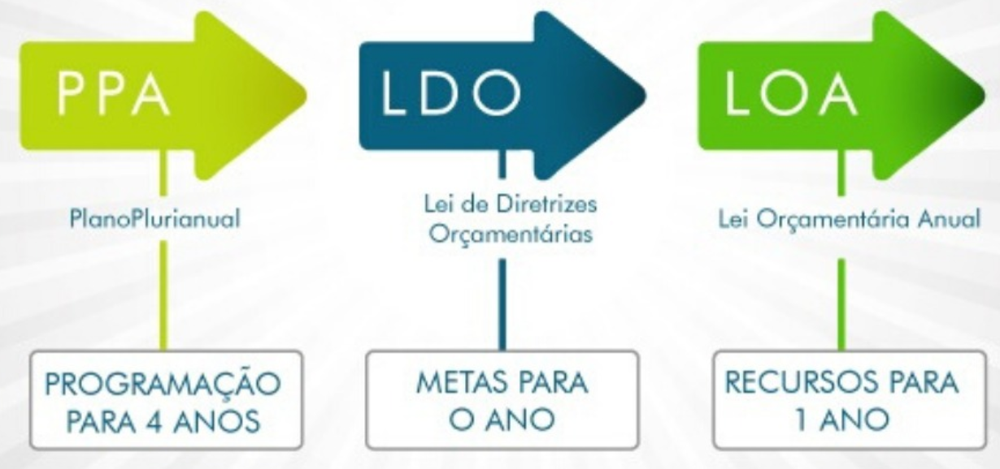 PPA
PlanoPlurianual
PROGRAMAÇÃO
PARA 4 ANOS
LDO
Lei de Diretrizes
Orçamentárias
METAS PARA
O ANO
LOA
Lei Orçamentária Anual
RECURSOS PARA
1 ANO